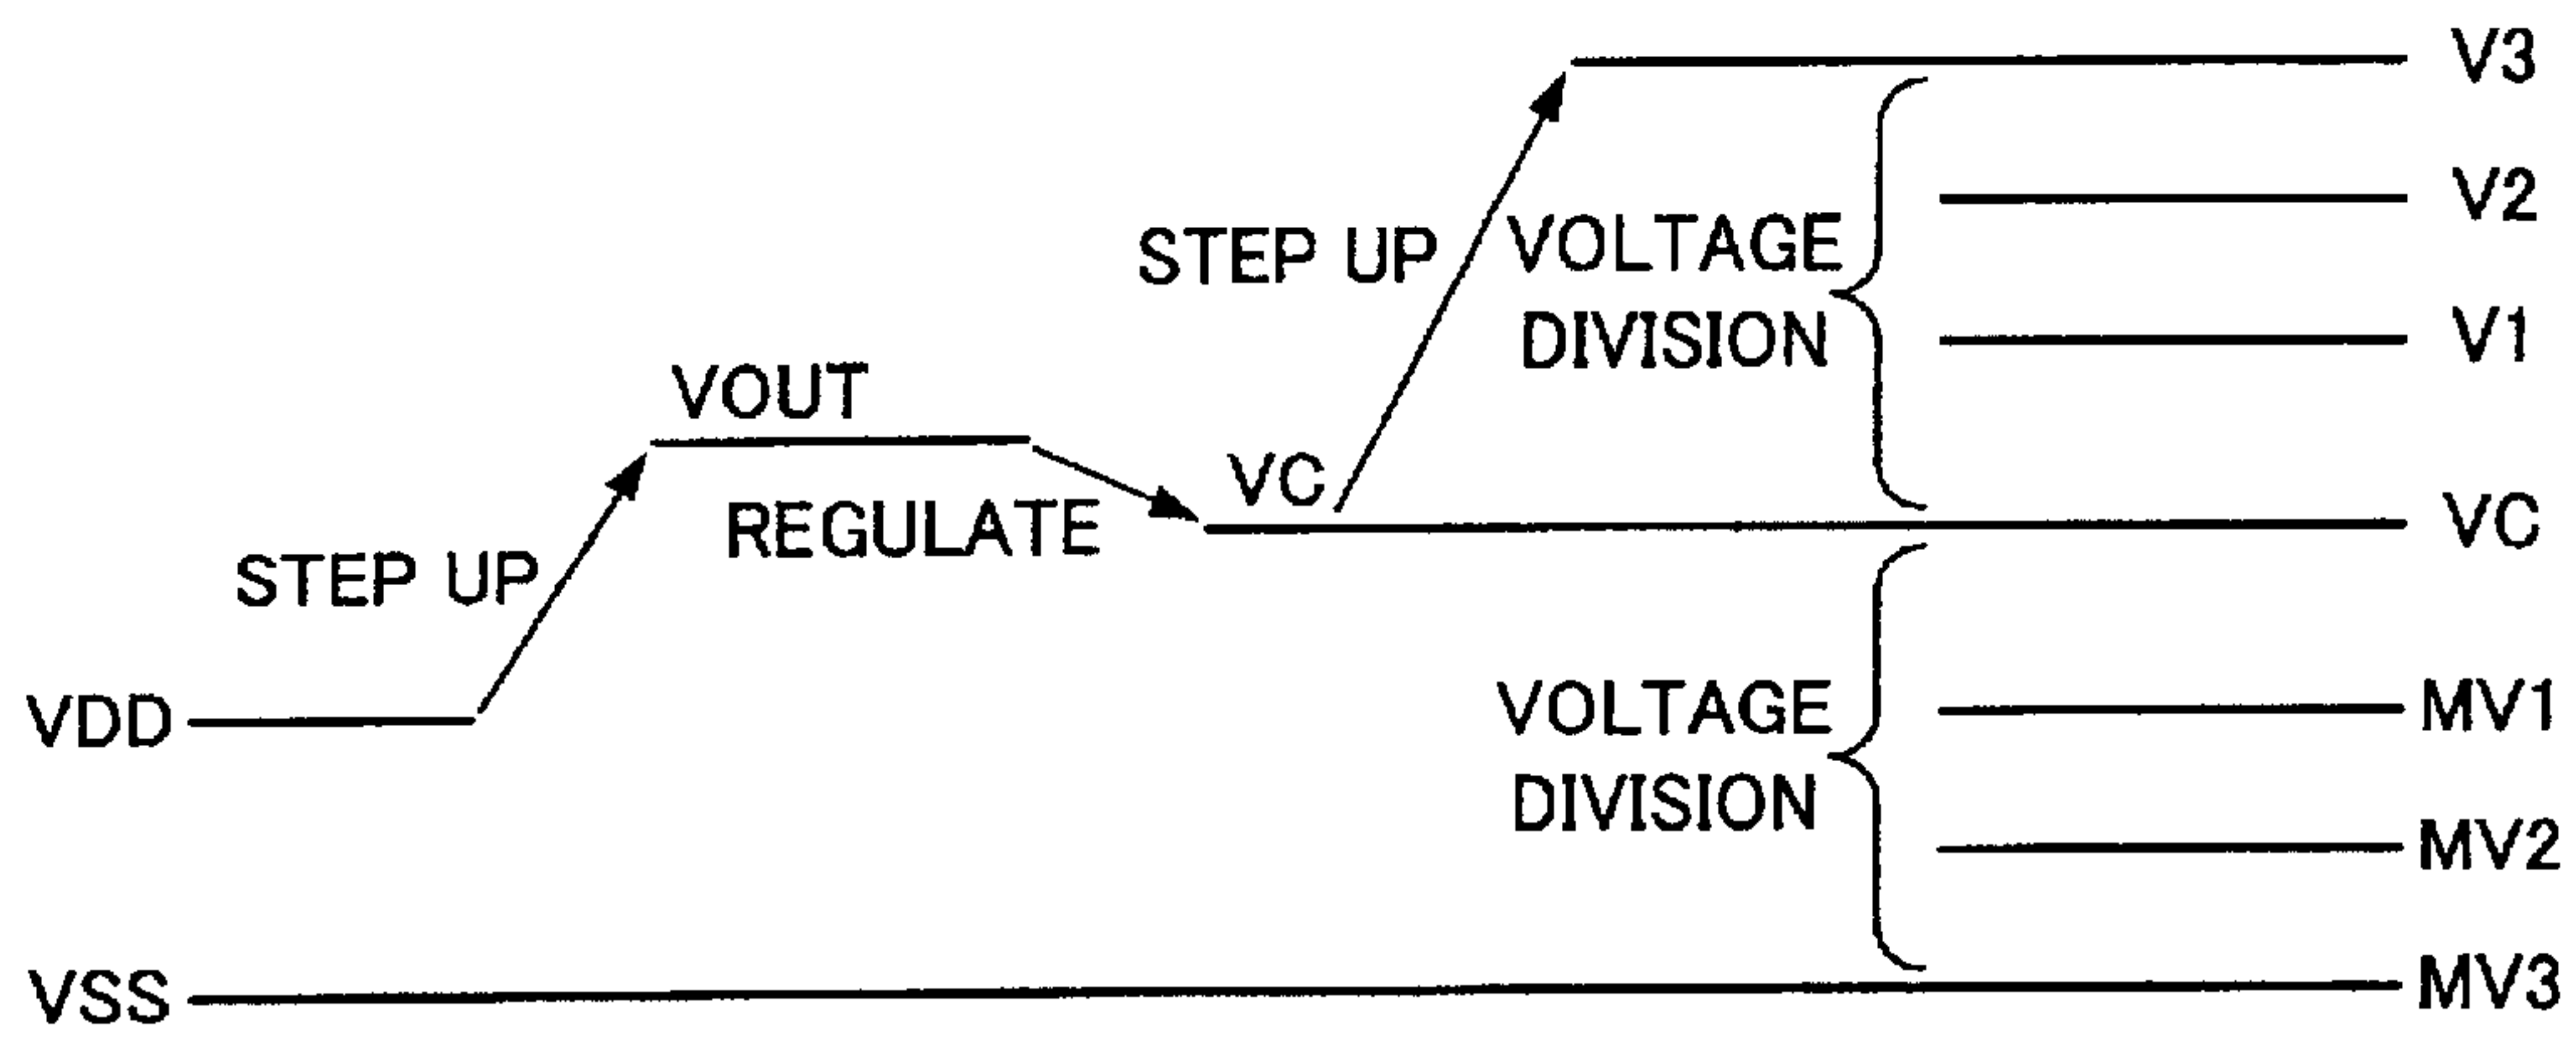 V3
V2
STEP UP
VOLTAGE
DIVISION
V1
VOUT
VC
REGULATE
VC
STEP UP
VDD
VOLTAGE
DIVISION
MV1
MV2
VSS
MV3